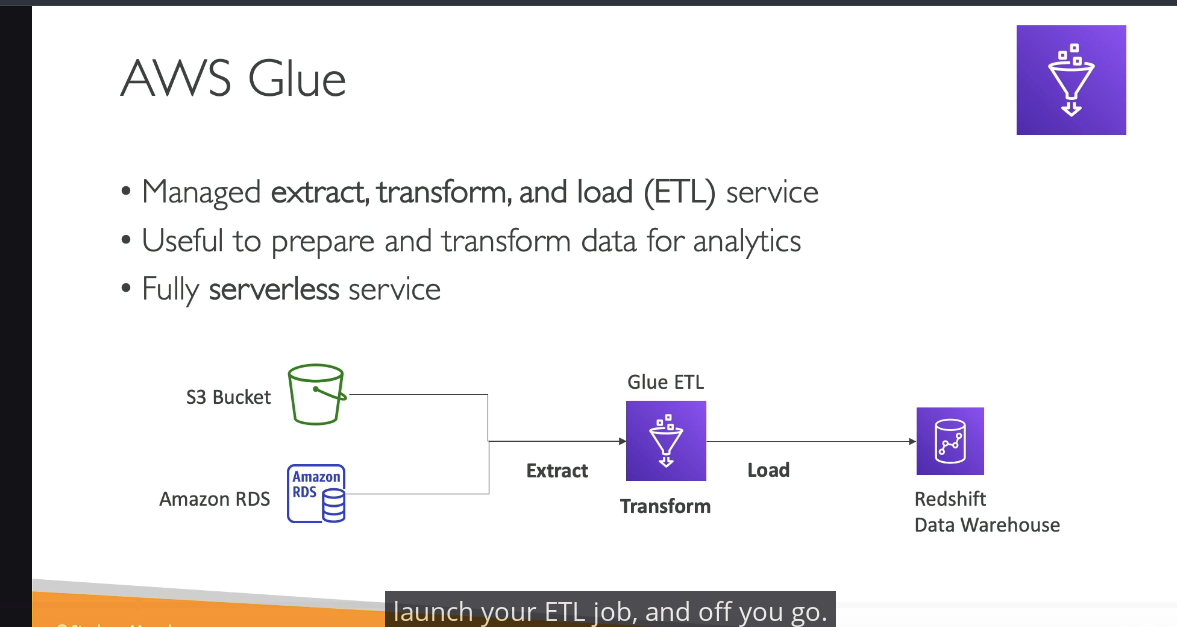 AWS Glue
• Managed extract, transform, and load (ETL) service
• Useful to prepare and transform data for analytics
• Fully serverless service
Glue ETL
S3 Bucket
Amazon RDS
Amazon
RDS
Extract
Transform
Load
Redshift
Data Warehouse
launch your ETL job, and off you go.